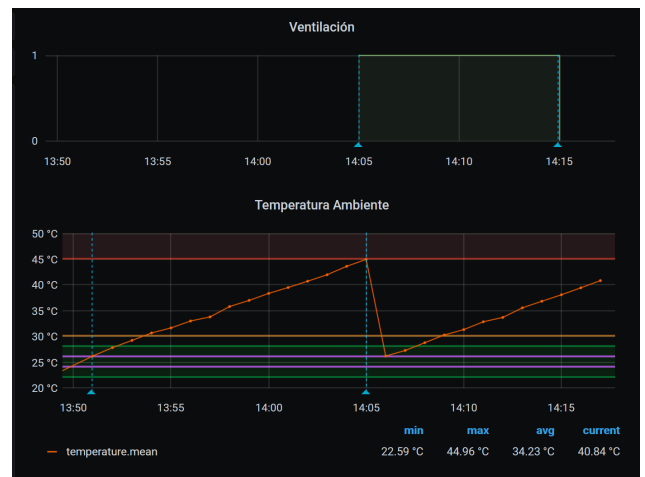 Ventilación
1
0
13:50 13:55 14:00 14:05 14:10 14:15
Temperatura Ambiente
50 °C
45 °C
40 °C
35 °C
30 °C
25 °C
20 °C
13:50 13:55 14:00 14:05 14:10 14:15
min max avg current
temperature.mean 22.59 °C 44.96 °C 34.23 °C 40.84 °C